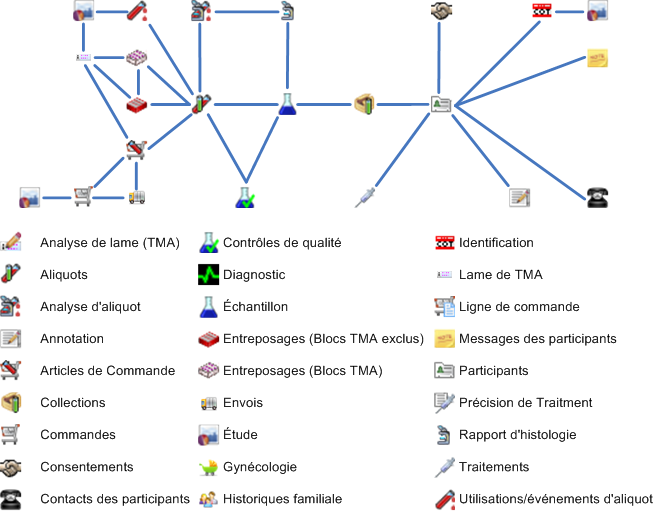 Analyse de lame (TMA)
Contrôles de qualité
Identification
Aliquots
Diagnostic
Lame de TMA
Analyse d'aliquot
Échantillon
Ligne de commande
Annotation
Entreposages (Blocs TMA exclus)
Messages des participants
Articles de Commande
Entreposages (Blocs TMA)
Participants
Collections
Envois
Précision de Traitment
Commandes
Étude
Rapport d'histologie
Consentements
Gynécologie
Traitements
Contacts des participants
Historiques familiale
Utilisations/événements d'aliquot